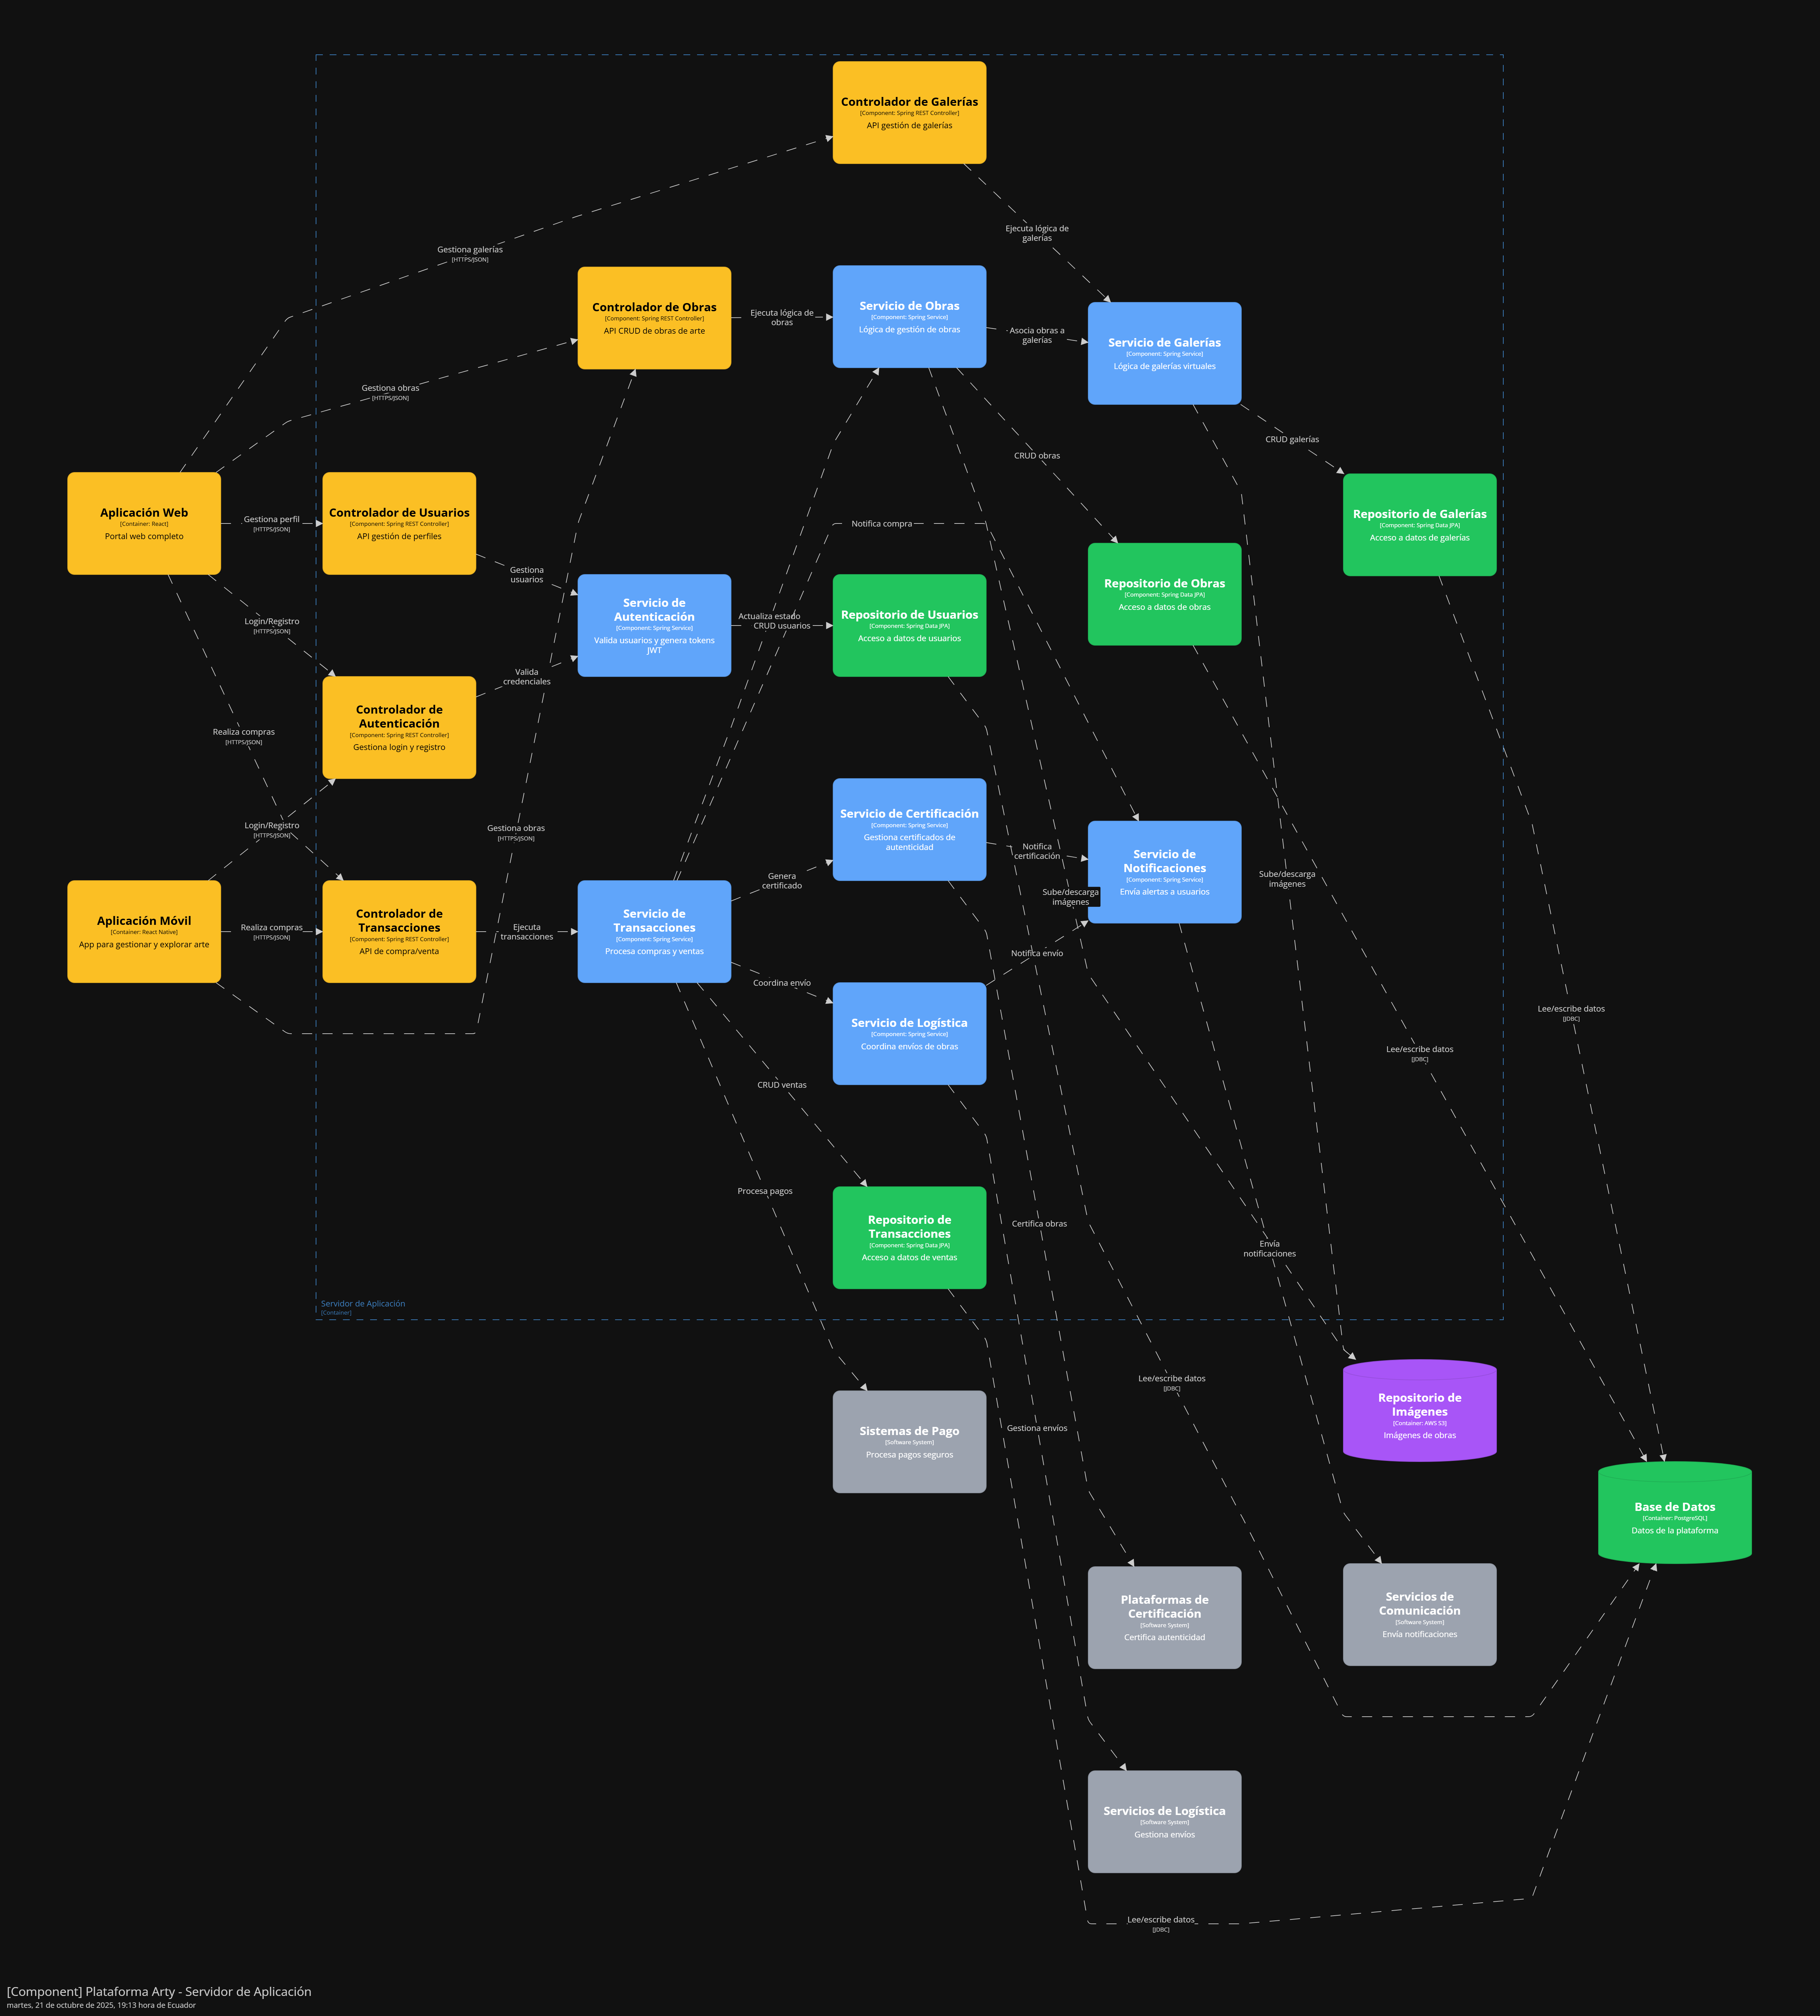 Controlador de Galerías
[Component: Spring REST Controller]
API gestión de galerías
Gestiona galerías
[HTTPS/JSON]
Ejecuta lógica de
galerías
Controlador de Obras
[Component: Spring REST Controller]
API CRUD de obras de arte
Ejecuta lógica de
obras
Servicio de Obras
[Component: Spring Service]
Lógica de gestión de obras
Asocia obras a
galerías
Servicio de Galerías
[Component: Spring Service]
Lógica de galerías virtuales
Gestiona obras
[HTTPS/JSON]
CRUD obras
CRUD galerías
Aplicación Web
[Container: React]
Portal web completo
Gestiona perfil
[HTTPS/JSON]
Controlador de Usuarios
[Component: Spring REST Controller]
API gestión de perfiles
Notifica compra
Repositorio de Galerías
[Component: Spring Data JPA]
Acceso a datos de galerías
Gestiona
usuarios
Repositorio de Obras
[Component: Spring Data JPA]
Acceso a datos de obras
Servicio de
Autenticación
[Component: Spring Service]
Valida usuarios y genera tokens
JWT
Actualiza estado
CRUD usuarios
Repositorio de Usuarios
[Component: Spring Data JPA]
Acceso a datos de usuarios
Login/Registro
[HTTPS/JSON]
Valida
credenciales
Controlador de
Autenticación
[Component: Spring REST Controller]
Gestiona login y registro
Realiza compras
[HTTPS/JSON]
Login/Registro
[HTTPS/JSON]
Gestiona obras
[HTTPS/JSON]
Servicio de Certificación
[Component: Spring Service]
Gestiona certificados de
autenticidad
Notifica
certificación
Servicio de
Notificaciones
[Component: Spring Service]
Envía alertas a usuarios
Sube/descarga
imágenes
Sube/descarga
imágenes
Genera
certificado
Aplicación Móvil
[Container: React Native]
App para gestionar y explorar arte
Realiza compras
[HTTPS/JSON]
Controlador de
Transacciones
[Component: Spring REST Controller]
API de compra/venta
Ejecuta
transacciones
Servicio de
Transacciones
[Component: Spring Service]
Procesa compras y ventas
Notifica envío
Coordina envío
Servicio de Logística
[Component: Spring Service]
Coordina envíos de obras
Lee/escribe datos
[JDBC]
Lee/escribe datos
[JDBC]
CRUD ventas
Procesa pagos
Repositorio de
Transacciones
[Component: Spring Data JPA]
Acceso a datos de ventas
Certifica obras
Envía
notificaciones
Servidor de Aplicación
[Container]
Lee/escribe datos
[JDBC]
Repositorio de
Imágenes
[Container: AWS S3]
Imágenes de obras
Sistemas de Pago
[Software System]
Procesa pagos seguros
Gestiona envíos
Base de Datos
[Container: PostgreSQL]
Datos de la plataforma
Plataformas de
Certificación
[Software System]
Certifica autenticidad
Servicios de
Comunicación
[Software System]
Envía notificaciones
Servicios de Logística
[Software System]
Gestiona envíos
Lee/escribe datos
[JDBC]
[Component] Plataforma Arty - Servidor de Aplicación
martes, 21 de octubre de 2025, 19:13 hora de Ecuador